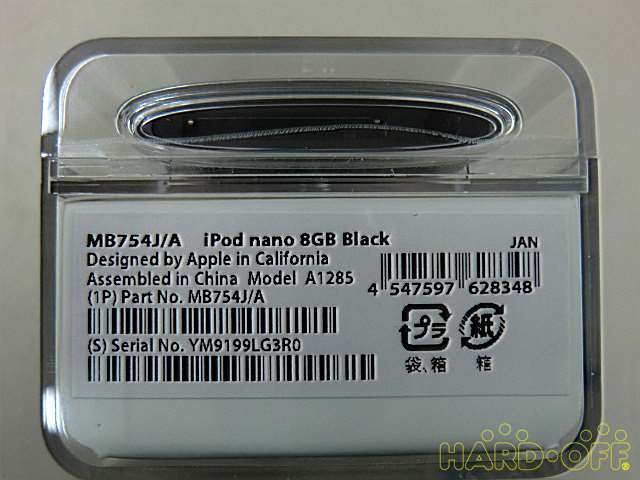 MB754J/A iPod nano 8GB Black
JAN
Designed by Apple in California
Assembled in China Model A1285
(1P) Part No. MB754J/A
4 547597 628348
プラ
紙
(S) Serial No. YM9199LG3R0
袋、箱
箱
HARD-OFF